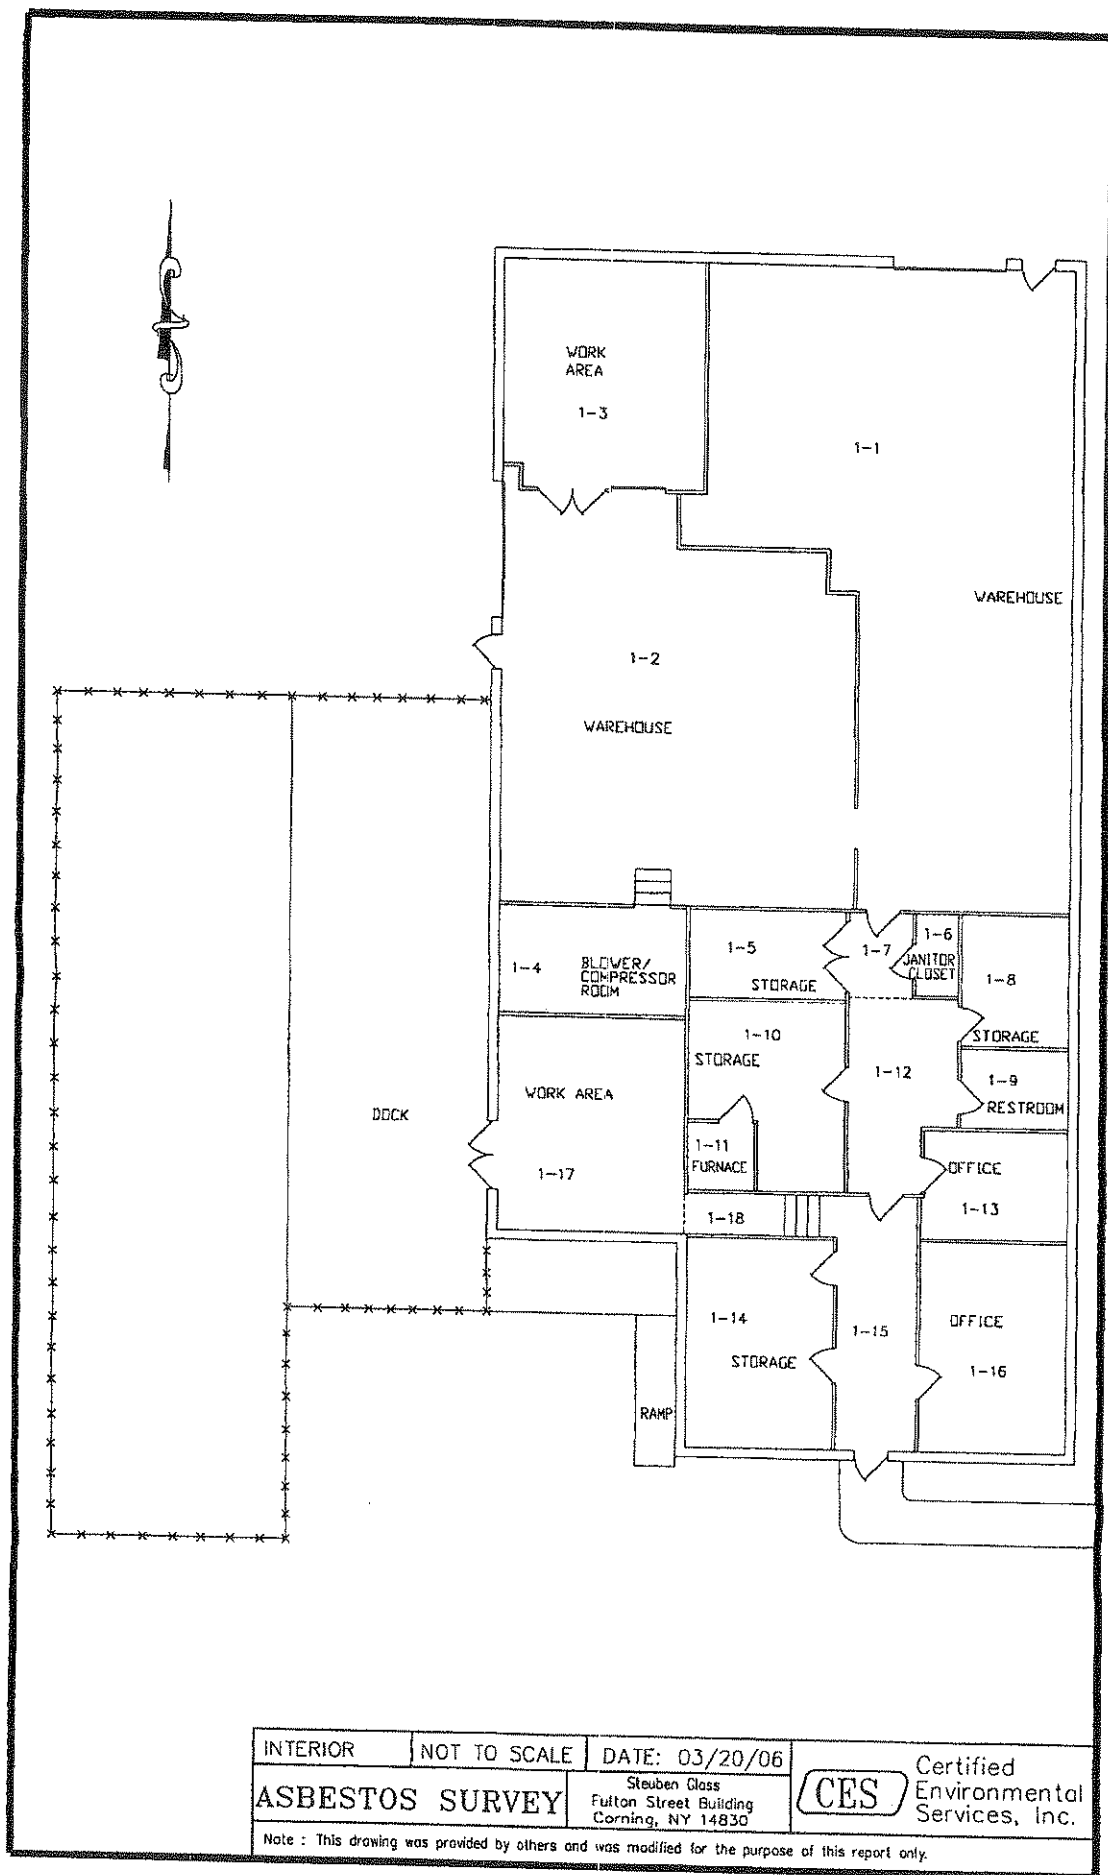 WORK
AREA
1-3
1-1
WAREHOUSE
1-2
WAREHOUSE
1-4
BLOWER/
COMPRESSOR
ROOM
1-5
STORAGE
1-7
1-6
JANITOR
CLOSET
1-8
STORAGE
1-10
STORAGE
1-12
1-9
RESTROOM
DOCK
WORK AREA
1-17
1-11
FURNACE
OFFICE
1-13
1-18
1-14
STORAGE
1-15
OFFICE
1-16
RAMP
INTERIOR
NOT TO SCALE
DATE: 03/20/06
ASBESTOS SURVEY
Steuben Glass
Fulton Street Building
Corning, NY 14830
CES
Certified
Environmental
Services, Inc.
Note : This drawing was provided by others and was modified for the purpose of this report only.